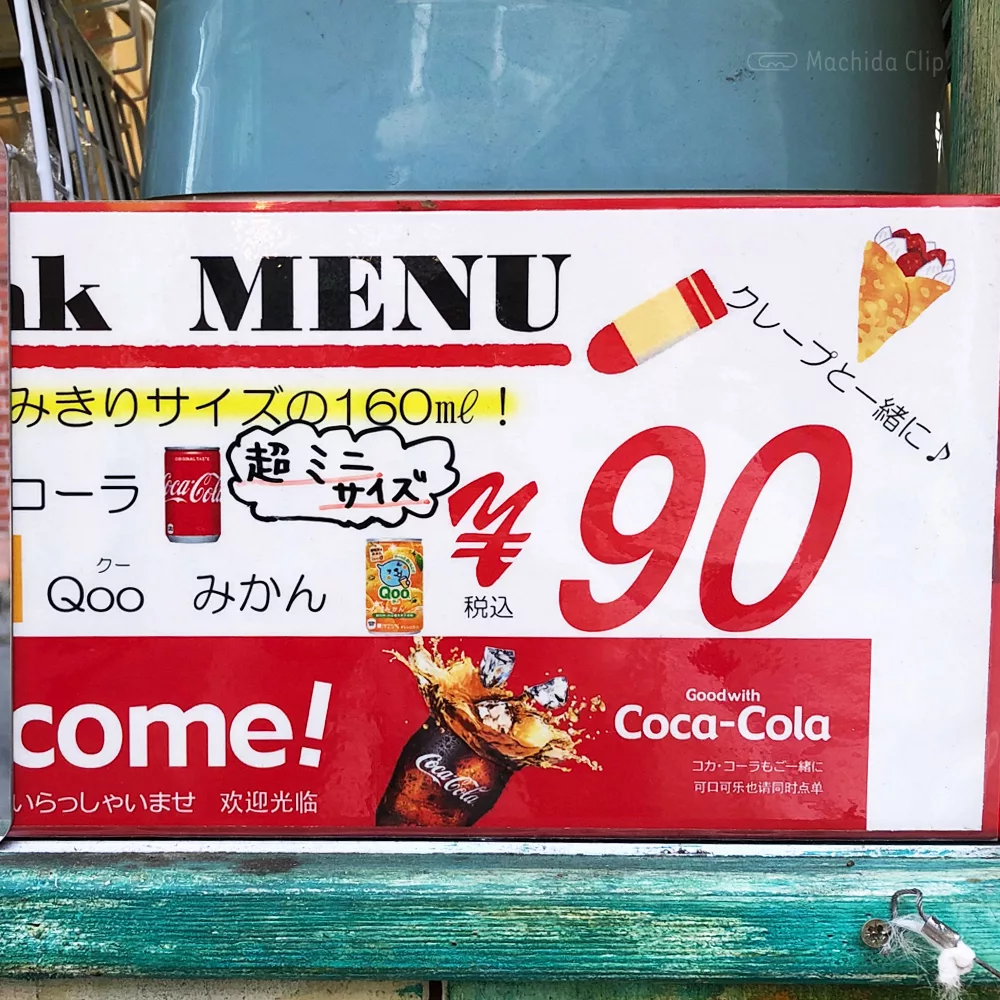 Machida Clip
nk MENU
クレープと一緒に♪
みきりサイズの160mℓ!
コーラ
ORIGINAL TASTE
Coca-Cola
超ミニ
サイズ
¥90
税込
クー
Qoo みかん
Qoo
come!
いらっしゃいませ 欢迎光临
Coca-Cola
Good with
Coca-Cola
コカ・コーラもご一緒に
可口可乐也请同时点单